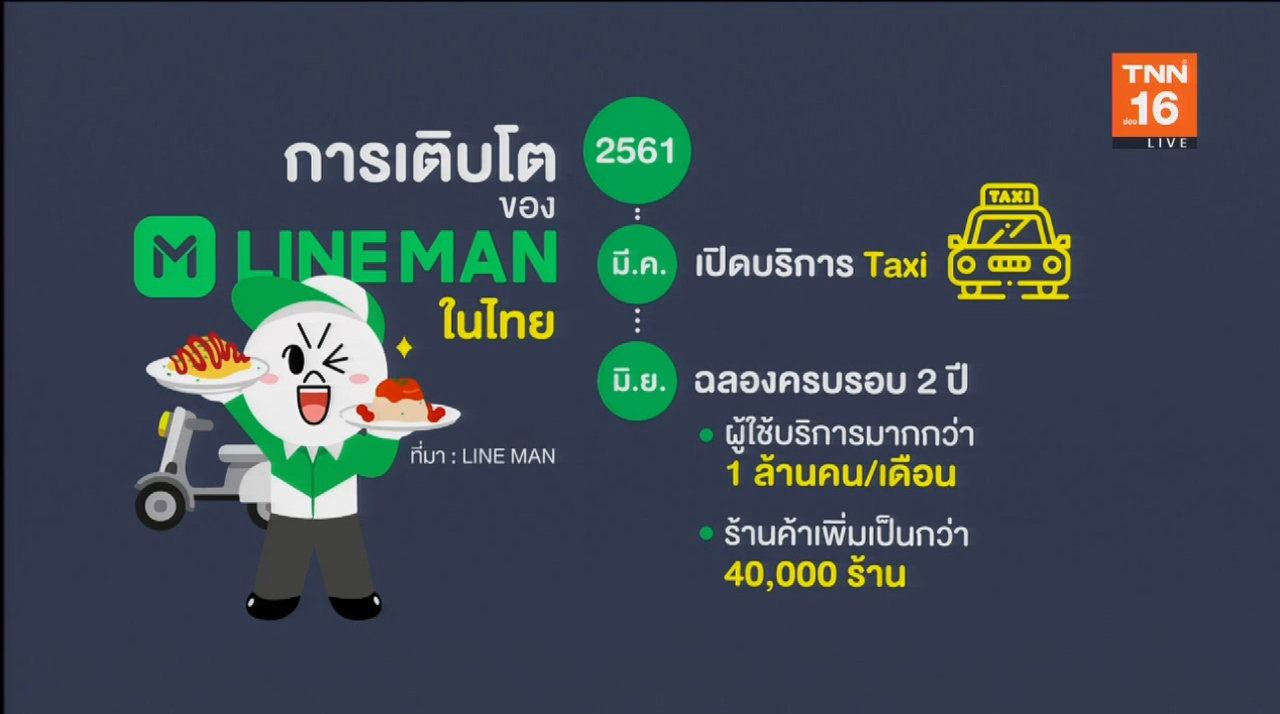 การเติบโต
ของ
LINE MAN
ในไทย
ที่มา : LINE MAN
2561
มี.ค.
เปิดบริการ Taxi
TAXI
มิ.ย.
ฉลองครบรอบ 2 ปี
ผู้ใช้บริการมากกว่า
1 ล้านคน/เดือน
ร้านค้าเพิ่มเป็นกว่า
40,000 ร้าน
TNN
ช่อง 16
LIVE